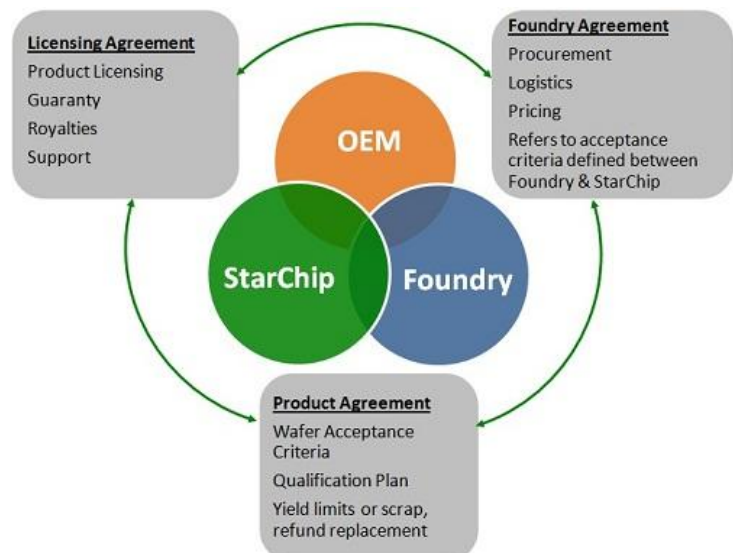 Licensing Agreement
Product Licensing
Guaranty
Royalties
Support
Foundry Agreement
Procurement
Logistics
Pricing
Refers to acceptance
criteria defined between
Foundry & StarChip
OEM
StarChip
Foundry
Product Agreement
Wafer Acceptance
Criteria
Qualification Plan
Yield limits or scrap,
refund replacement